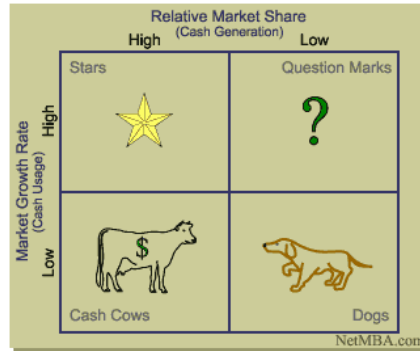 Relative Market Share
(Cash Generation)
High Low
Stars Question Marks
?
Market Growth Rate
(Cash Usage)
High
Low
$
Cash Cows Dogs
NetMBA.com